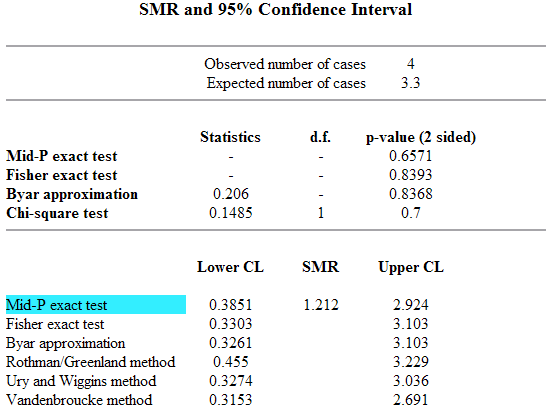 SMR and 95% Confidence Interval
Observed number of cases 4
Expected number of cases 3.3
Statistics d.f. p-value (2 sided)
Mid-P exact test - - 0.6571
Fisher exact test - - 0.8393
Byar approximation 0.206 - 0.8368
Chi-square test 0.1485 1 0.7
Lower CL SMR Upper CL
Mid-P exact test 0.3851 1.212 2.924
Fisher exact test 0.3303 3.103
Byar approximation 0.3261 3.103
Rothman/Greenland method 0.455 3.229
Ury and Wiggins method 0.3274 3.036
Vandenbroucke method 0.3153 2.691